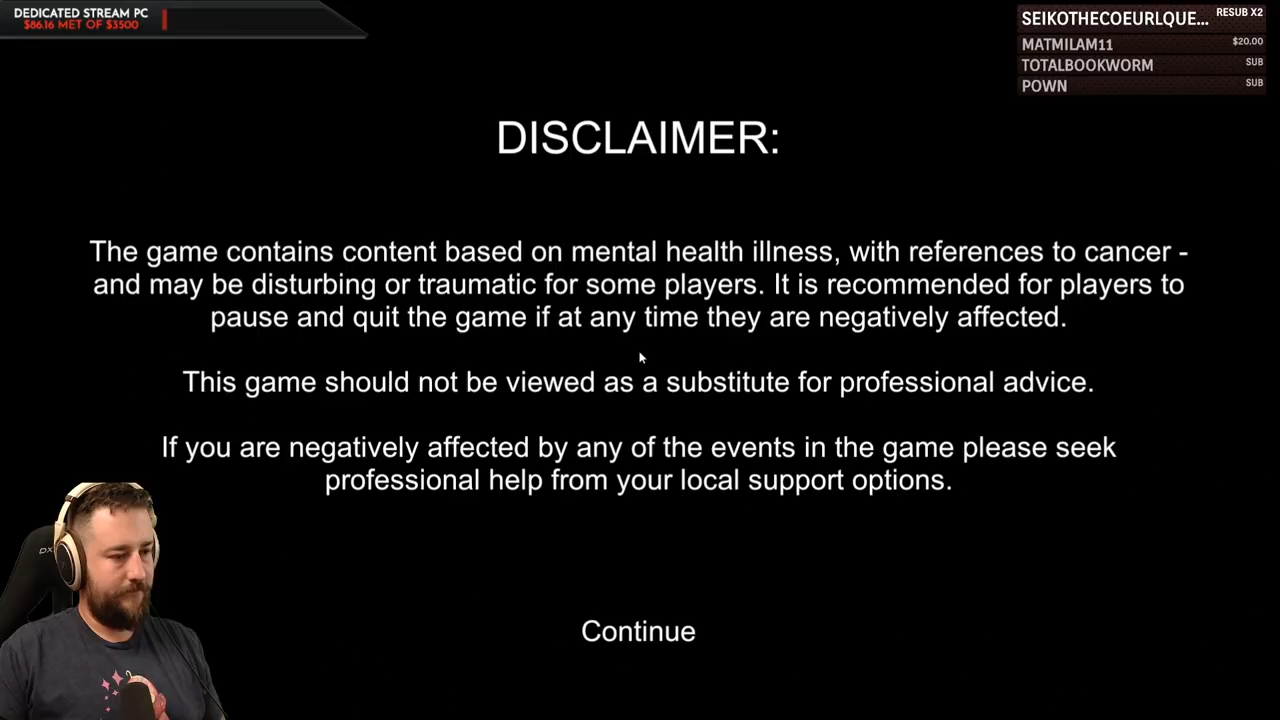 DEDICATED STREAM PC
$86.16 MET OF $3500
SEIKOTHECOEURLQUE... RESUB X2
MATMILAM11 $20.00
TOTALBOOKWORM SUB
POWN SUB
DISCLAIMER:
The game contains content based on mental health illness, with references to cancer -
and may be disturbing or traumatic for some players. It is recommended for players to
pause and quit the game if at any time they are negatively affected.
This game should not be viewed as a substitute for professional advice.
If you are negatively affected by any of the events in the game please seek
professional help from your local support options.
Continue
DX